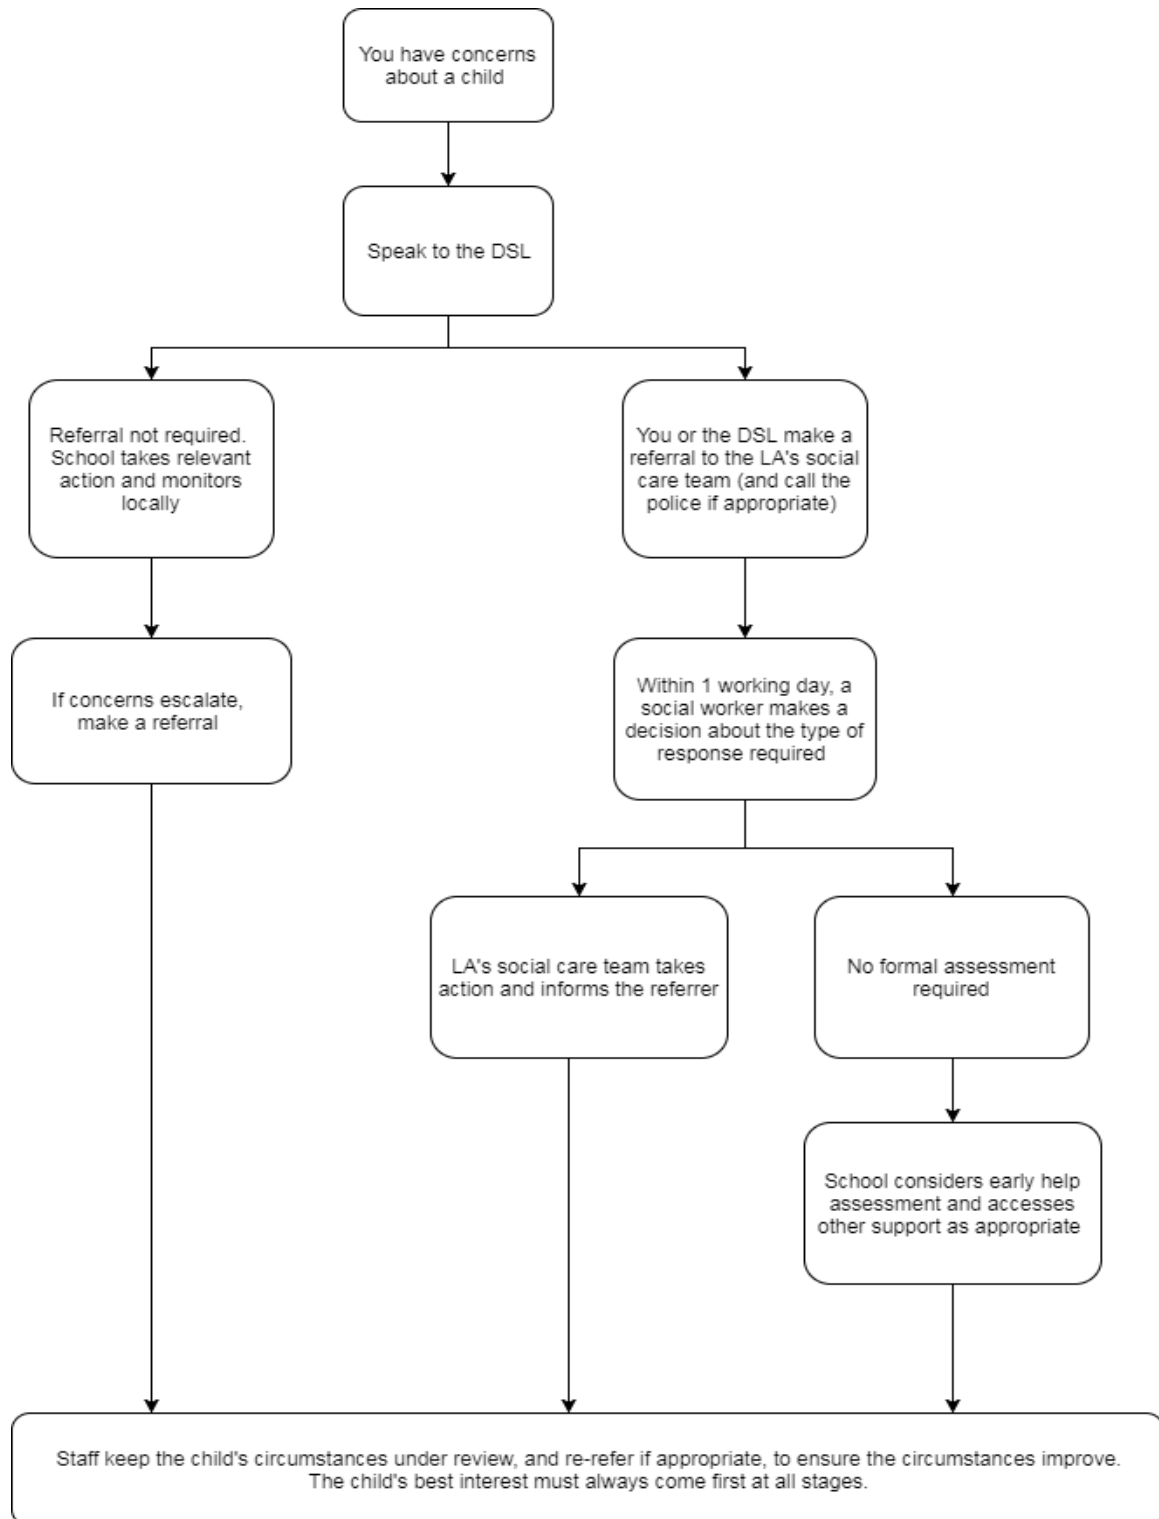 You have concerns
about a child
Speak to the DSL
Referral not required.
School takes relevant
action and monitors
locally
You or the DSL make a
referral to the LA's social
care team (and call the
police if appropriate)
If concerns escalate,
make a referral
Within 1 working day, a
social worker makes a
decision about the type of
response required
LA's social care team takes
action and informs the referrer
No formal assessment
required
School considers early help
assessment and accesses
other support as appropriate
Staff keep the child's circumstances under review, and re-refer if appropriate, to ensure the circumstances improve.
The child's best interest must always come first at all stages.